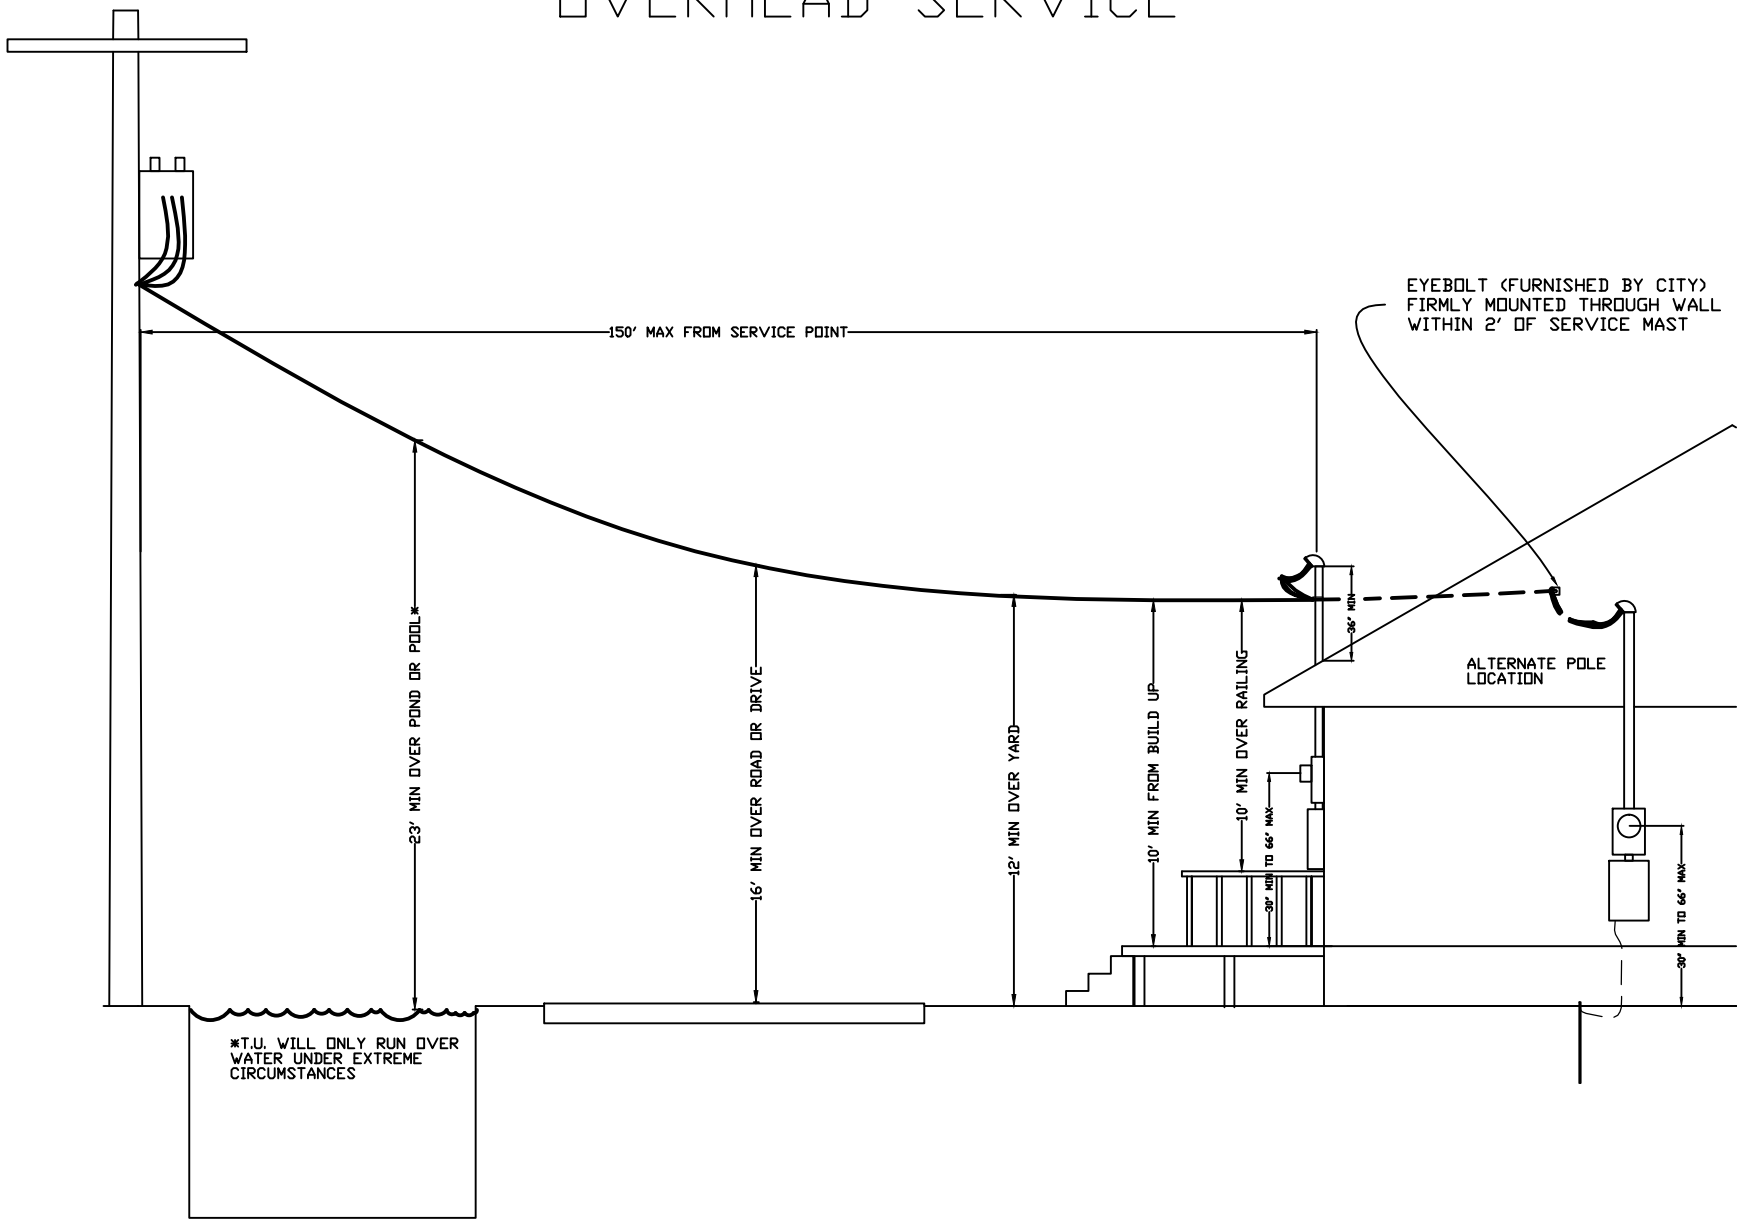 OVERHEAD SERVICE
EYEBOLT (FURNISHED BY CITY)
FIRMLY MOUNTED THROUGH WALL
WITHIN 2' OF SERVICE MAST
150' MAX FROM SERVICE POINT
23' MIN OVER POND OR POOL*
16' MIN OVER ROAD OR DRIVE
12' MIN OVER YARD
10' MIN FROM BUILD UP
10' MIN OVER RAILING
36" MIN
ALTERNATE POLE
LOCATION
30" MIN TO 66" MAX
30" MIN TO 66" MAX
*T.U. WILL ONLY RUN OVER
WATER UNDER EXTREME
CIRCUMSTANCES